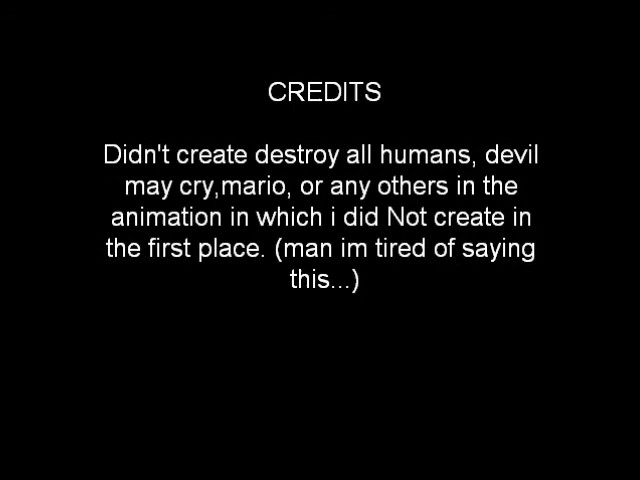 CREDITS
Didn't create destroy all humans, devil
may cry,mario, or any others in the
animation in which i did Not create in
the first place. (man im tired of saying
this...)